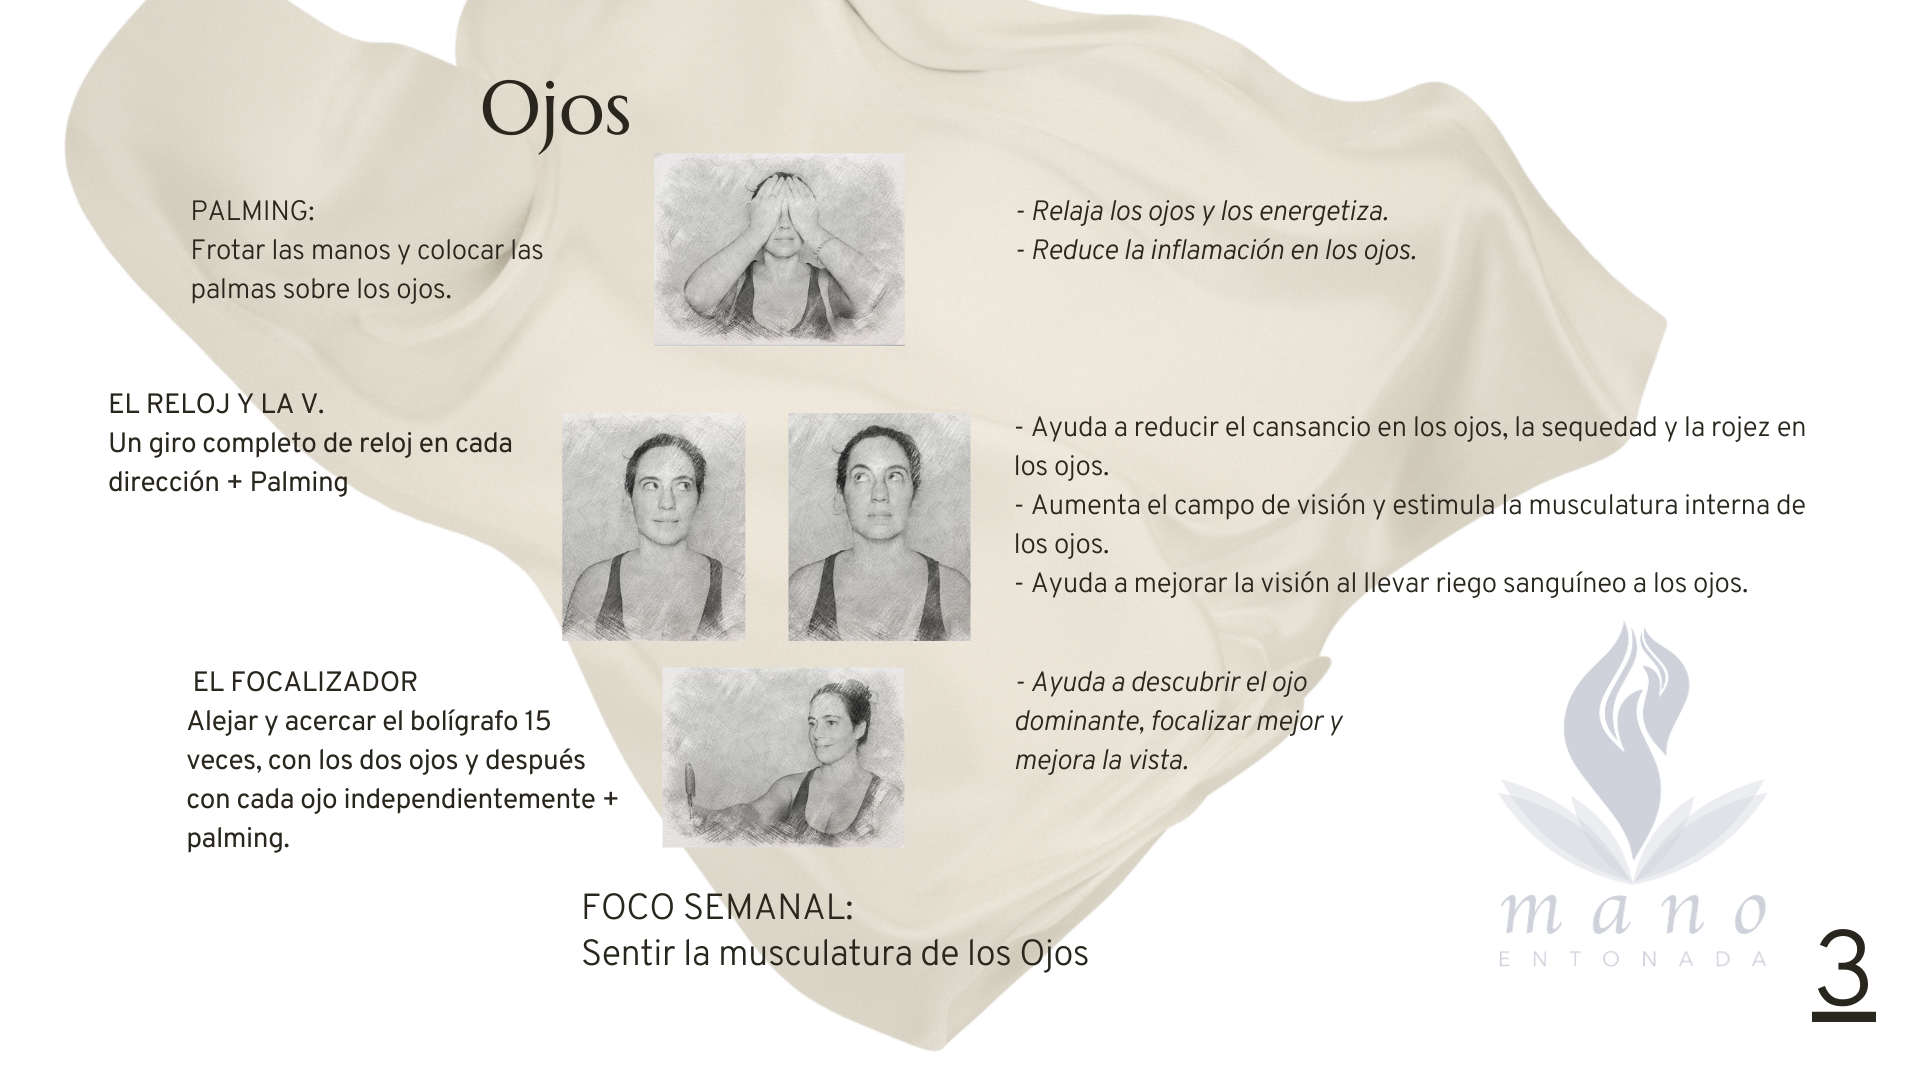 Ojos
PALMING:
Frotar las manos y colocar las
palmas sobre los ojos.
- Relaja los ojos y los energetiza.
- Reduce la inflamación en los ojos.
EL RELOJ Y LA V.
Un giro completo de reloj en cada
dirección + Palming
- Ayuda a reducir el cansancio en los ojos, la sequedad y la rojez en
los ojos.
- Aumenta el campo de visión y estimula la musculatura interna de
los ojos.
- Ayuda a mejorar la visión al llevar riego sanguíneo a los ojos.
EL FOCALIZADOR
Alejar y acercar el bolígrafo 15
veces, con los dos ojos y después
con cada ojo independientemente +
palming.
- Ayuda a descubrir el ojo
dominante, focalizar mejor y
mejora la vista.
FOCO SEMANAL:
Sentir la musculatura de los Ojos
mano
ENTONADA
3